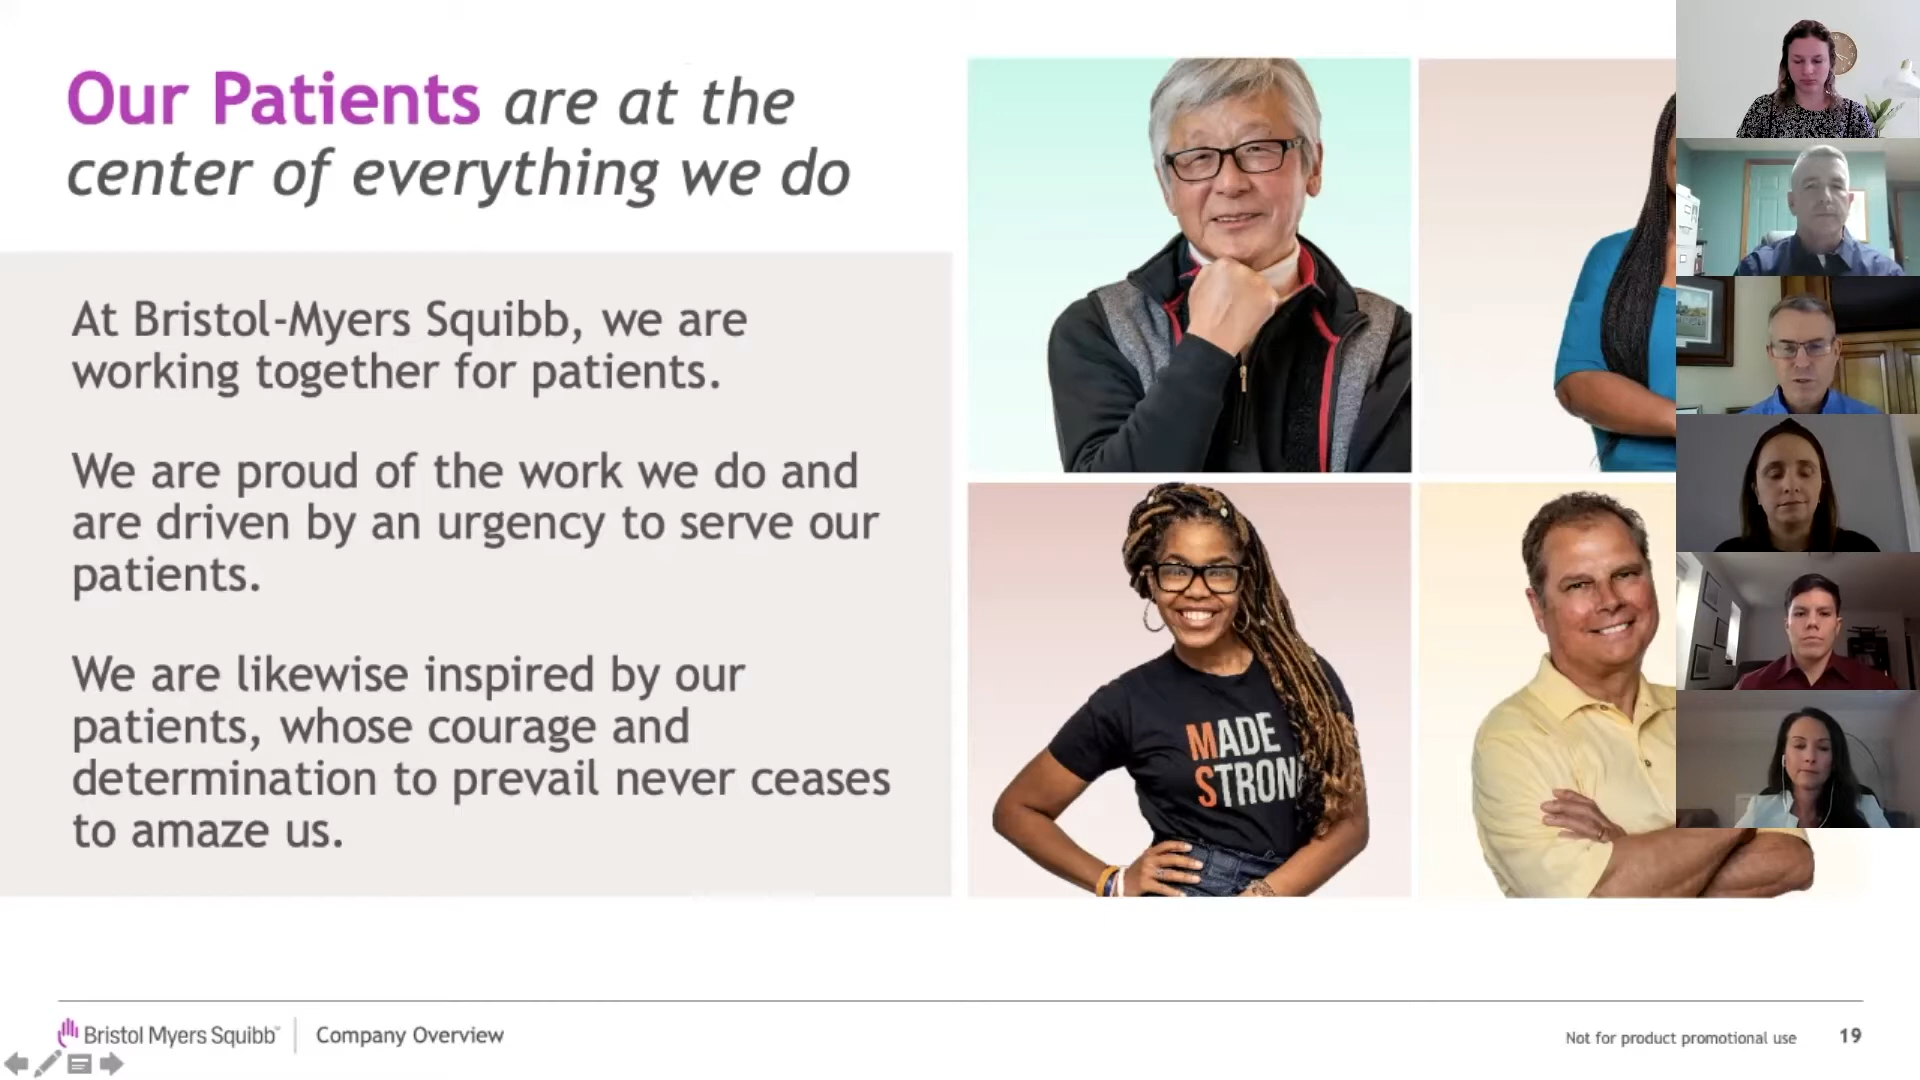 Our Patients are at the
center of everything we do
At Bristol-Myers Squibb, we are
working together for patients.
We are proud of the work we do and
are driven by an urgency to serve our
patients.
We are likewise inspired by our
patients, whose courage and
determination to prevail never ceases
to amaze us.
MADE
STRON
Bristol Myers Squibb™
Company Overview
Not for product promotional use
19